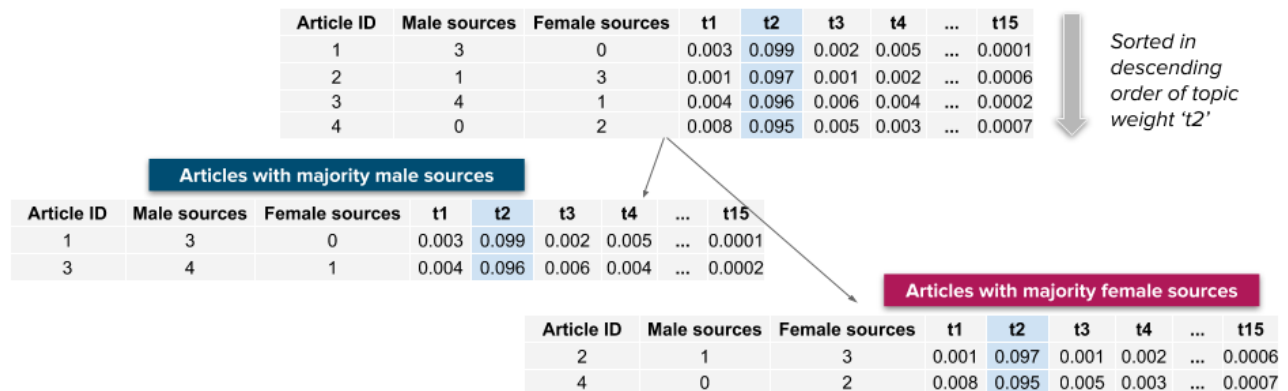 Article ID Male sources Female sources t1 t2 t3 t4 ... t15
1 3 0 0.003 0.099 0.002 0.005 ... 0.0001
2 1 3 0.001 0.097 0.001 0.002 ... 0.0006
3 4 1 0.004 0.096 0.006 0.004 ... 0.0002
4 0 2 0.008 0.095 0.005 0.003 ... 0.0007
Sorted in
descending
order of topic
weight ‘t2’
Articles with majority male sources
Article ID Male sources Female sources t1 t2 t3 t4 ... t15
1 3 0 0.003 0.099 0.002 0.005 ... 0.0001
3 4 1 0.004 0.096 0.006 0.004 ... 0.0002
Articles with majority female sources
Article ID Male sources Female sources t1 t2 t3 t4 ... t15
2 1 3 0.001 0.097 0.001 0.002 ... 0.0006
4 0 2 0.008 0.095 0.005 0.003 ... 0.0007